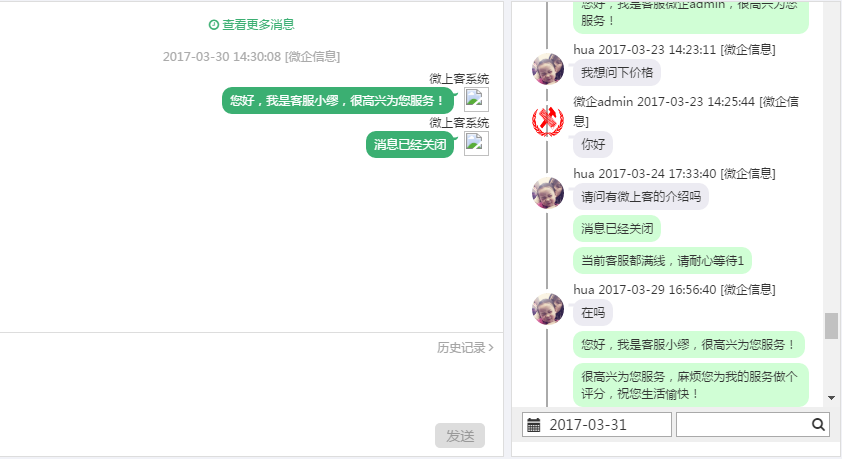 查看更多消息
2017-03-30 14:30:08 [微企信息]
微上客系统
您好，我是客服小缪，很高兴为您服务！
微上客系统
消息已经关闭
历史记录
发送
您好，我是客服微企admin，很高兴为您
服务！
hua 2017-03-23 14:23:11 [微企信息]
我想问下价格
微企admin 2017-03-23 14:25:44 [微企信
息]
你好
hua 2017-03-24 17:33:40 [微企信息]
请问有微上客的介绍吗
消息已经关闭
当前客服都满线，请耐心等待1
hua 2017-03-29 16:56:40 [微企信息]
在吗
您好，我是客服小缪，很高兴为您服务！
很高兴为您服务，麻烦您为我的服务做个
评分，祝您生活愉快！
2017-03-31